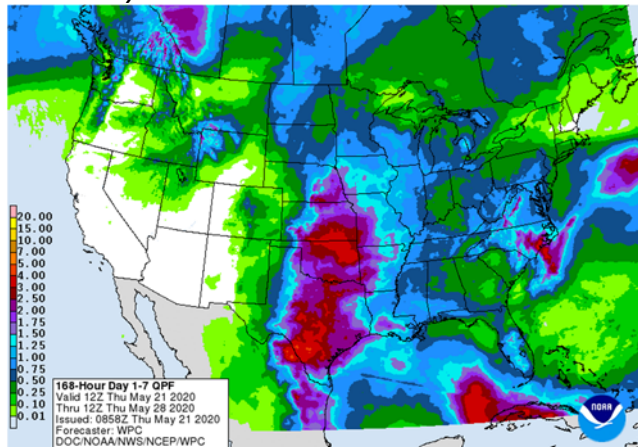 20.00
15.00
10.00
7.00
5.00
4.00
3.00
2.50
2.00
1.75
1.50
1.25
1.00
0.75
0.50
0.25
0.10
0.01
168-Hour Day 1-7 QPF
Valid 12Z Thu May 21 2020
Thru 12Z Thu May 28 2020
Issued: 0858Z Thu May 21 2020
Forecaster: WPC
DOC/NOAA/NWS/NCEP/WPC
NOAA